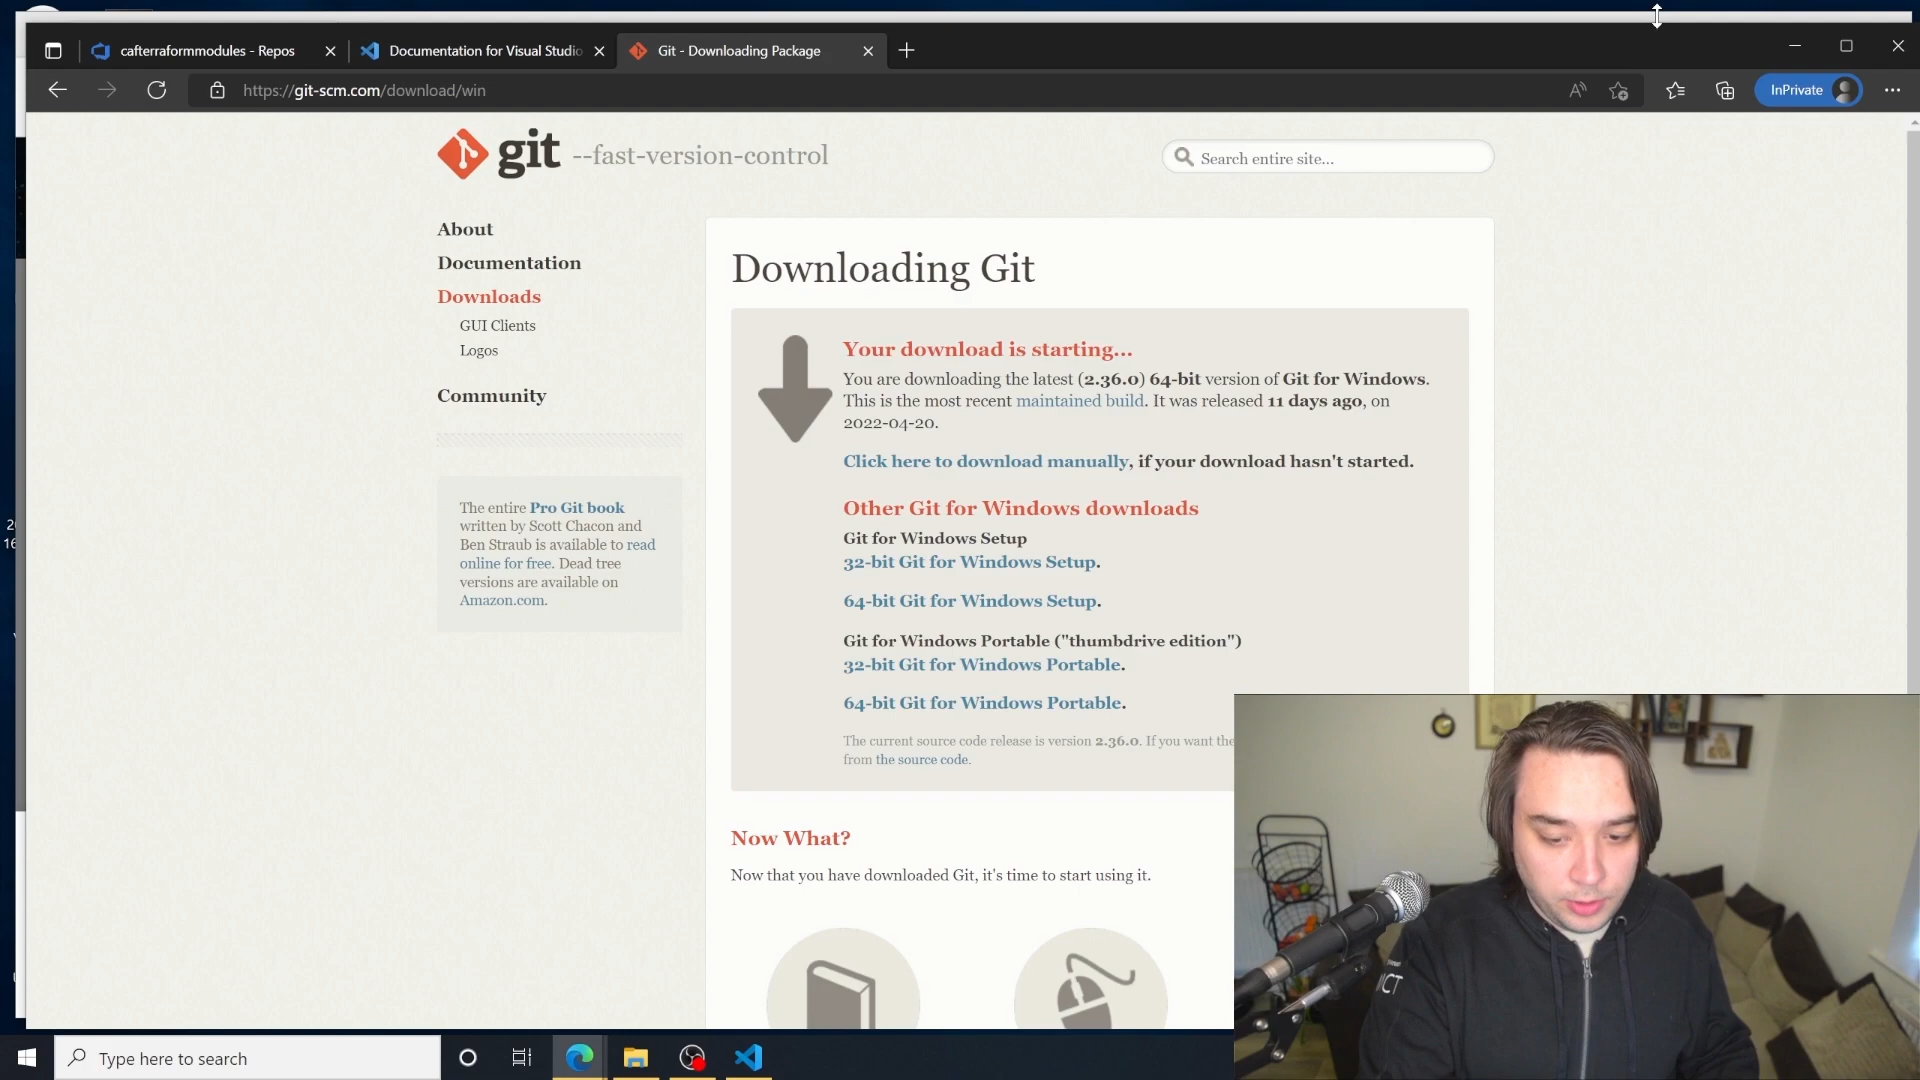 cafterraformmodules - Repos
Documentation for Visual Studio
Git - Downloading Package
https://git-scm.com/download/win
InPrivate
git --fast-version-control
Search entire site...
About
Documentation
Downloads
GUI Clients
Logos
Community
The entire Pro Git book
written by Scott Chacon and
Ben Straub is available to read
online for free. Dead tree
versions are available on
Amazon.com.
Downloading Git
Your download is starting...
You are downloading the latest (2.36.0) 64-bit version of Git for Windows.
This is the most recent maintained build. It was released 11 days ago, on
2022-04-20.
Click here to download manually, if your download hasn't started.
Other Git for Windows downloads
Git for Windows Setup
32-bit Git for Windows Setup.
64-bit Git for Windows Setup.
Git for Windows Portable ("thumbdrive edition")
32-bit Git for Windows Portable.
64-bit Git for Windows Portable.
The current source code release is version 2.36.0. If you want the
from the source code.
Now What?
Now that you have downloaded Git, it's time to start using it.
ICT
Type here to search